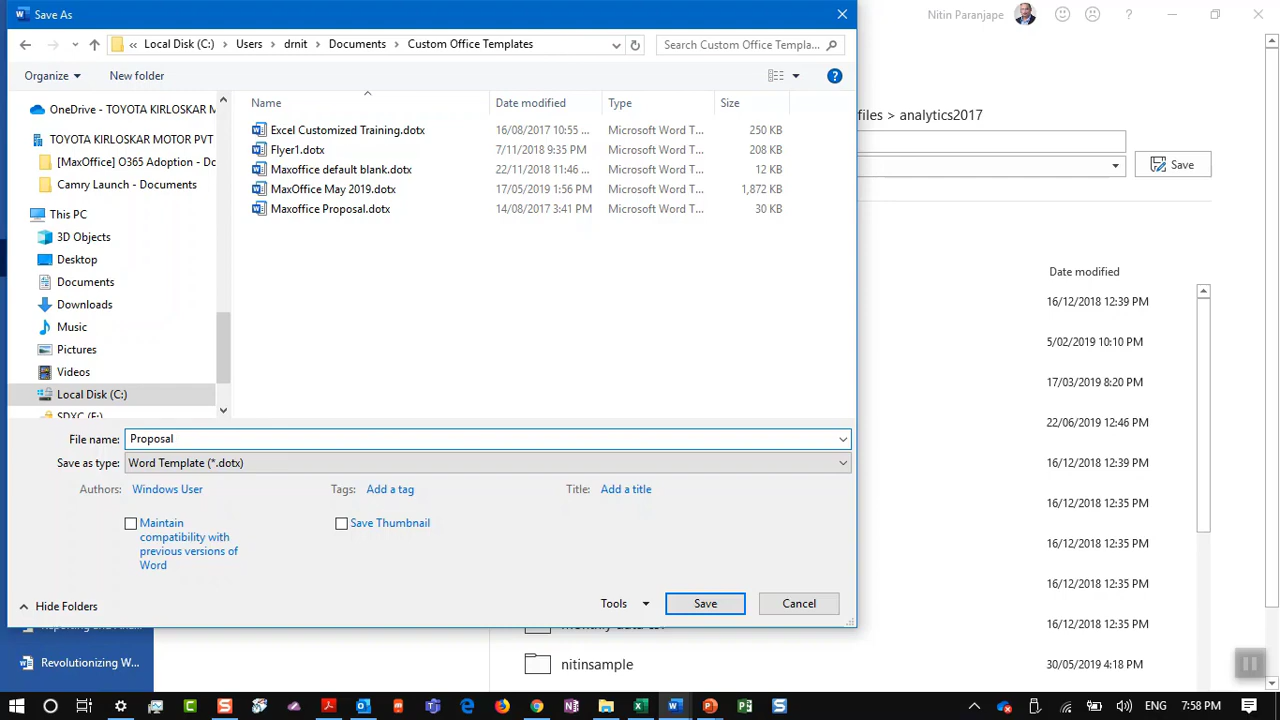 Save As
Nitin Paranjape
?
« Local Disk (C:) > Users > drnit > Documents > Custom Office Templates
Search Custom Office Templa...
Organize
New folder
?
OneDrive - TOYOTA KIRLOSKAR M
TOYOTA KIRLOSKAR MOTOR PVT
[MaxOffice] O365 Adoption - Do
Camry Launch - Documents
This PC
3D Objects
Desktop
Documents
Downloads
Music
Pictures
Videos
Local Disk (C:)
SDXC (F:)
Name Date modified Type Size
Excel Customized Training.dotx 16/08/2017 10:55 ... Microsoft Word T... 250 KB
Flyer1.dotx 7/11/2018 9:35 PM Microsoft Word T... 208 KB
Maxoffice default blank.dotx 22/11/2018 11:46 ... Microsoft Word T... 12 KB
MaxOffice May 2019.dotx 17/05/2019 1:56 PM Microsoft Word T... 1,872 KB
Maxoffice Proposal.dotx 14/08/2017 3:41 PM Microsoft Word T... 30 KB
File name: Proposal
Save as type: Word Template (*.dotx)
Authors: Windows User Tags: Add a tag Title: Add a title
Maintain
compatibility with
previous versions of
Word
Save Thumbnail
Hide Folders
Tools Save Cancel
files > analytics2017
Save
Date modified
16/12/2018 12:39 PM
5/02/2019 10:10 PM
17/03/2019 8:20 PM
22/06/2019 12:46 PM
16/12/2018 12:39 PM
16/12/2018 12:35 PM
16/12/2018 12:35 PM
16/12/2018 12:35 PM
16/12/2018 12:35 PM
30/05/2019 4:18 PM
Revolutionizing W...
nitinsample
ENG 7:58 PM